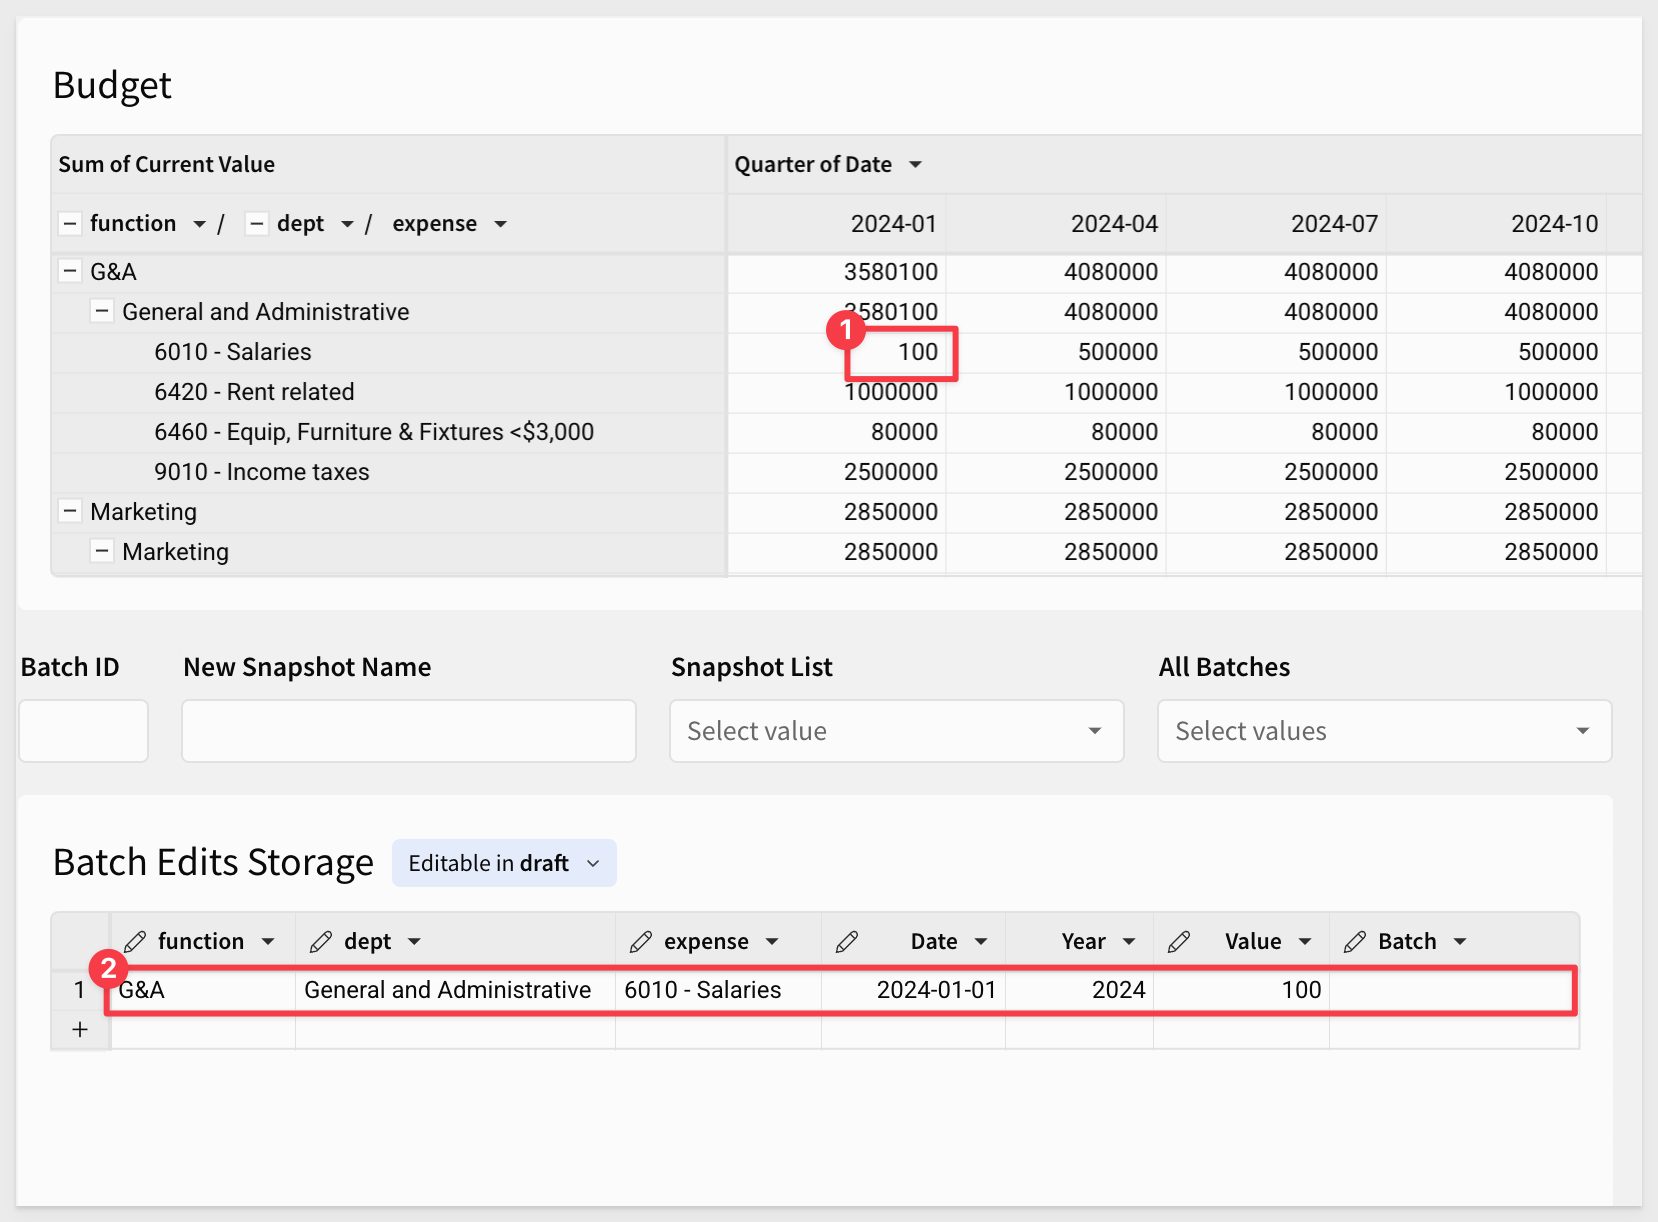 Budget
Sum of Current Value Quarter of Date
function / dept / expense 2024-01 2024-04 2024-07 2024-10
G&A 3580100 4080000 4080000 4080000
General and Administrative 3580100 4080000 4080000 4080000
1
6010 - Salaries 100 500000 500000 500000
6420 - Rent related 1000000 1000000 1000000 1000000
6460 - Equip, Furniture & Fixtures <$3,000 80000 80000 80000 80000
9010 - Income taxes 2500000 2500000 2500000 2500000
Marketing 2850000 2850000 2850000 2850000
Marketing 2850000 2850000 2850000 2850000
Batch ID New Snapshot Name Snapshot List All Batches
Select value Select values
Batch Edits Storage Editable in draft
function dept expense Date Year Value Batch
2
1 G&A General and Administrative 6010 - Salaries 2024-01-01 2024 100
+